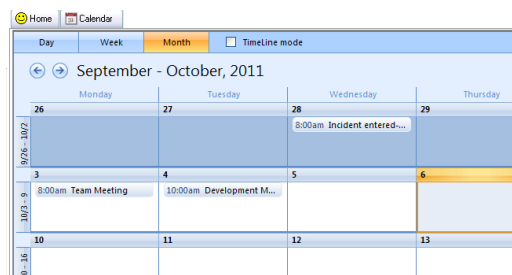 Home Calendar
Day Week Month TimeLine mode
September - October, 2011
Monday Tuesday Wednesday Thursday
26 27 28 29
9/26 - 10/2
8:00am Incident entered-...
3 4 5 6
10/3 - 9
8:00am Team Meeting 10:00am Development M...
10 11 12 13
0 - 16